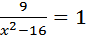 9/(x²−16) = 1